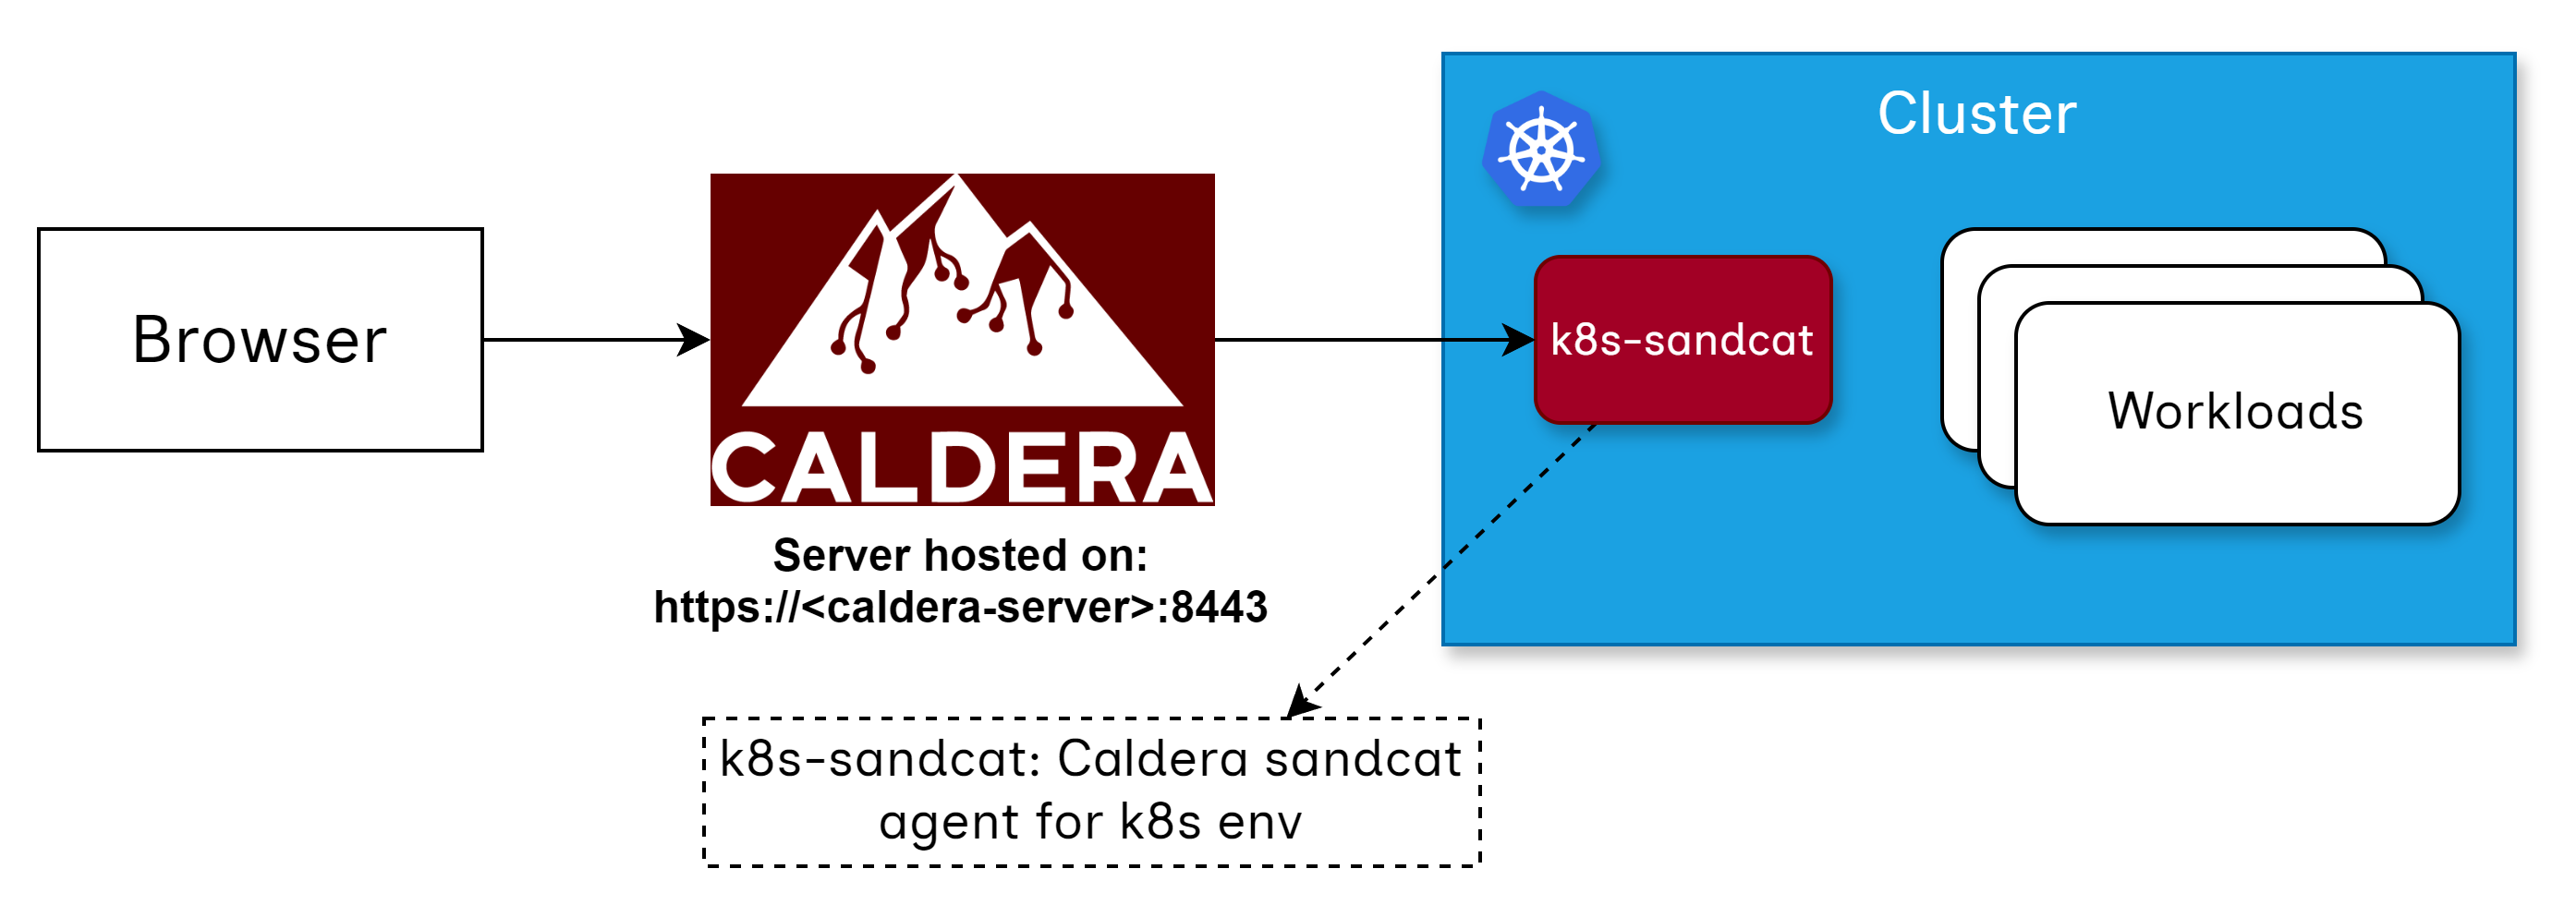 Browser
CALDERA
Server hosted on:
https://<caldera-server>:8443
Cluster
k8s-sandcat
Workloads
k8s-sandcat: Caldera sandcat
agent for k8s env